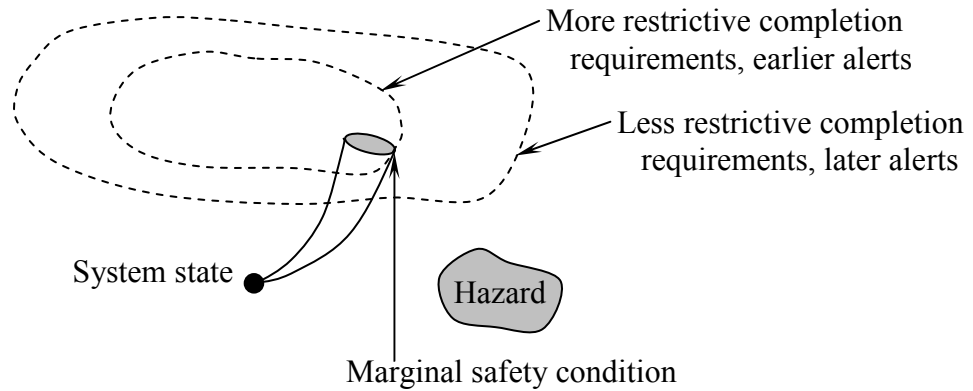 More restrictive completion
requirements, earlier alerts
Less restrictive completion
requirements, later alerts
System state
Hazard
Marginal safety condition